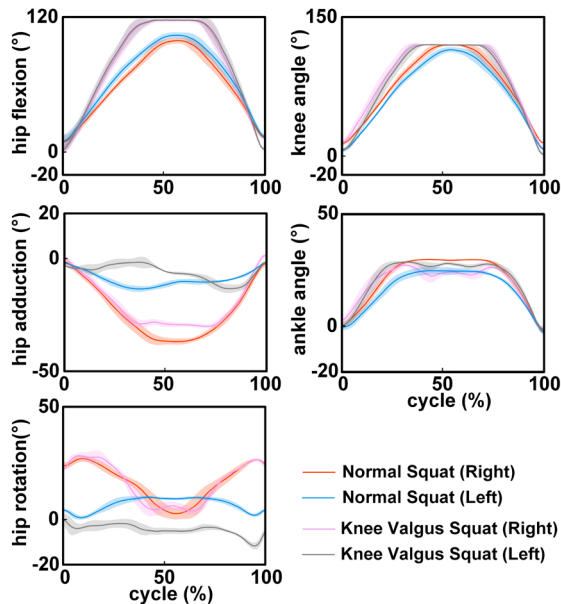 120
hip flexion (°)
0
-20
0
50
100
150
knee angle (°)
0
-20
0
50
100
20
hip adduction (°)
0
-50
0
50
100
50
ankle angle (°)
0
-20
0
50
100
cycle (%)
50
hip rotation(°)
0
-20
0
50
100
cycle (%)
Normal Squat (Right)
Normal Squat (Left)
Knee Valgus Squat (Right)
Knee Valgus Squat (Left)